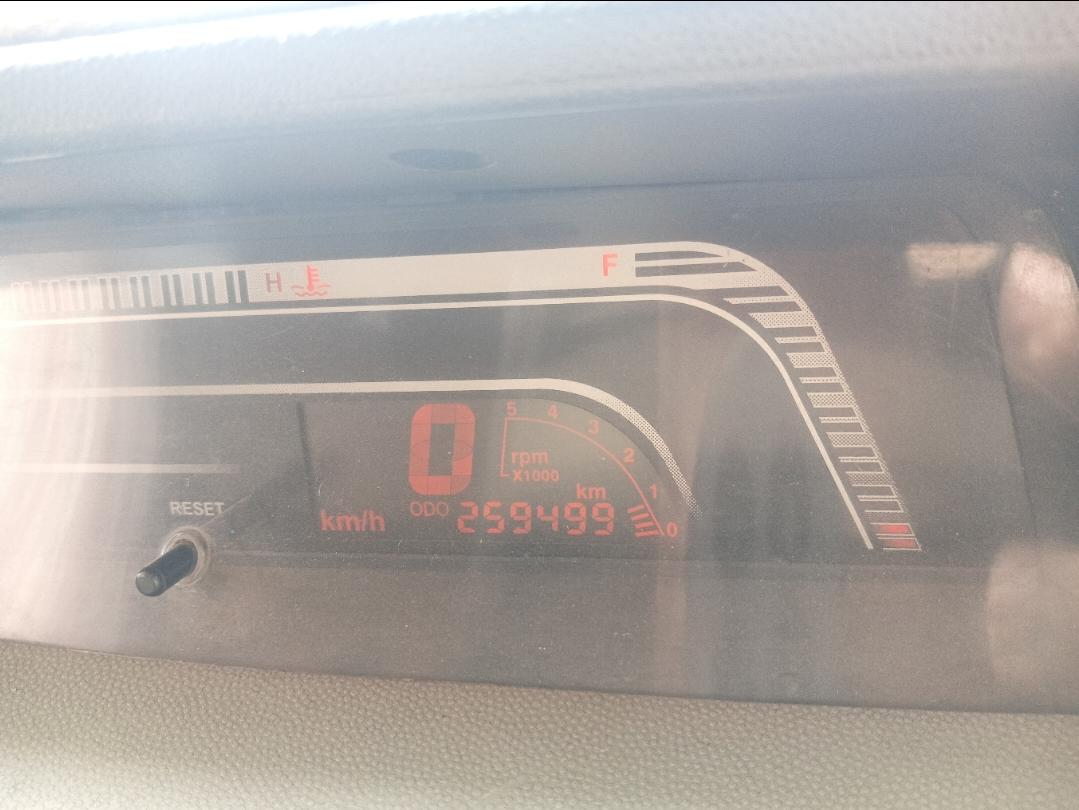 H F
5 4 3 2 1 0
0
rpm
X1000
RESET
km
km/h ODO 259499